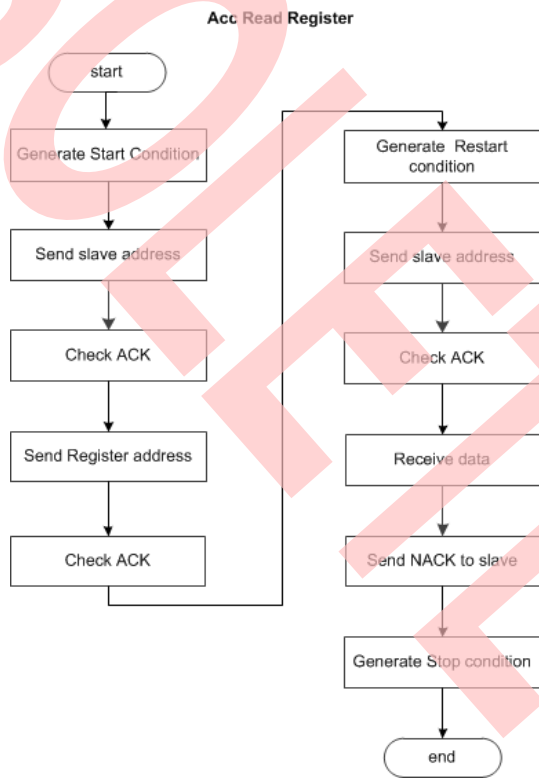 Acc Read Register
start
Generate Start Condition
Send slave address
Check ACK
Send Register address
Check ACK
Generate Restart
condition
Send slave address
Check ACK
Receive data
Send NACK to slave
Generate Stop condition
end